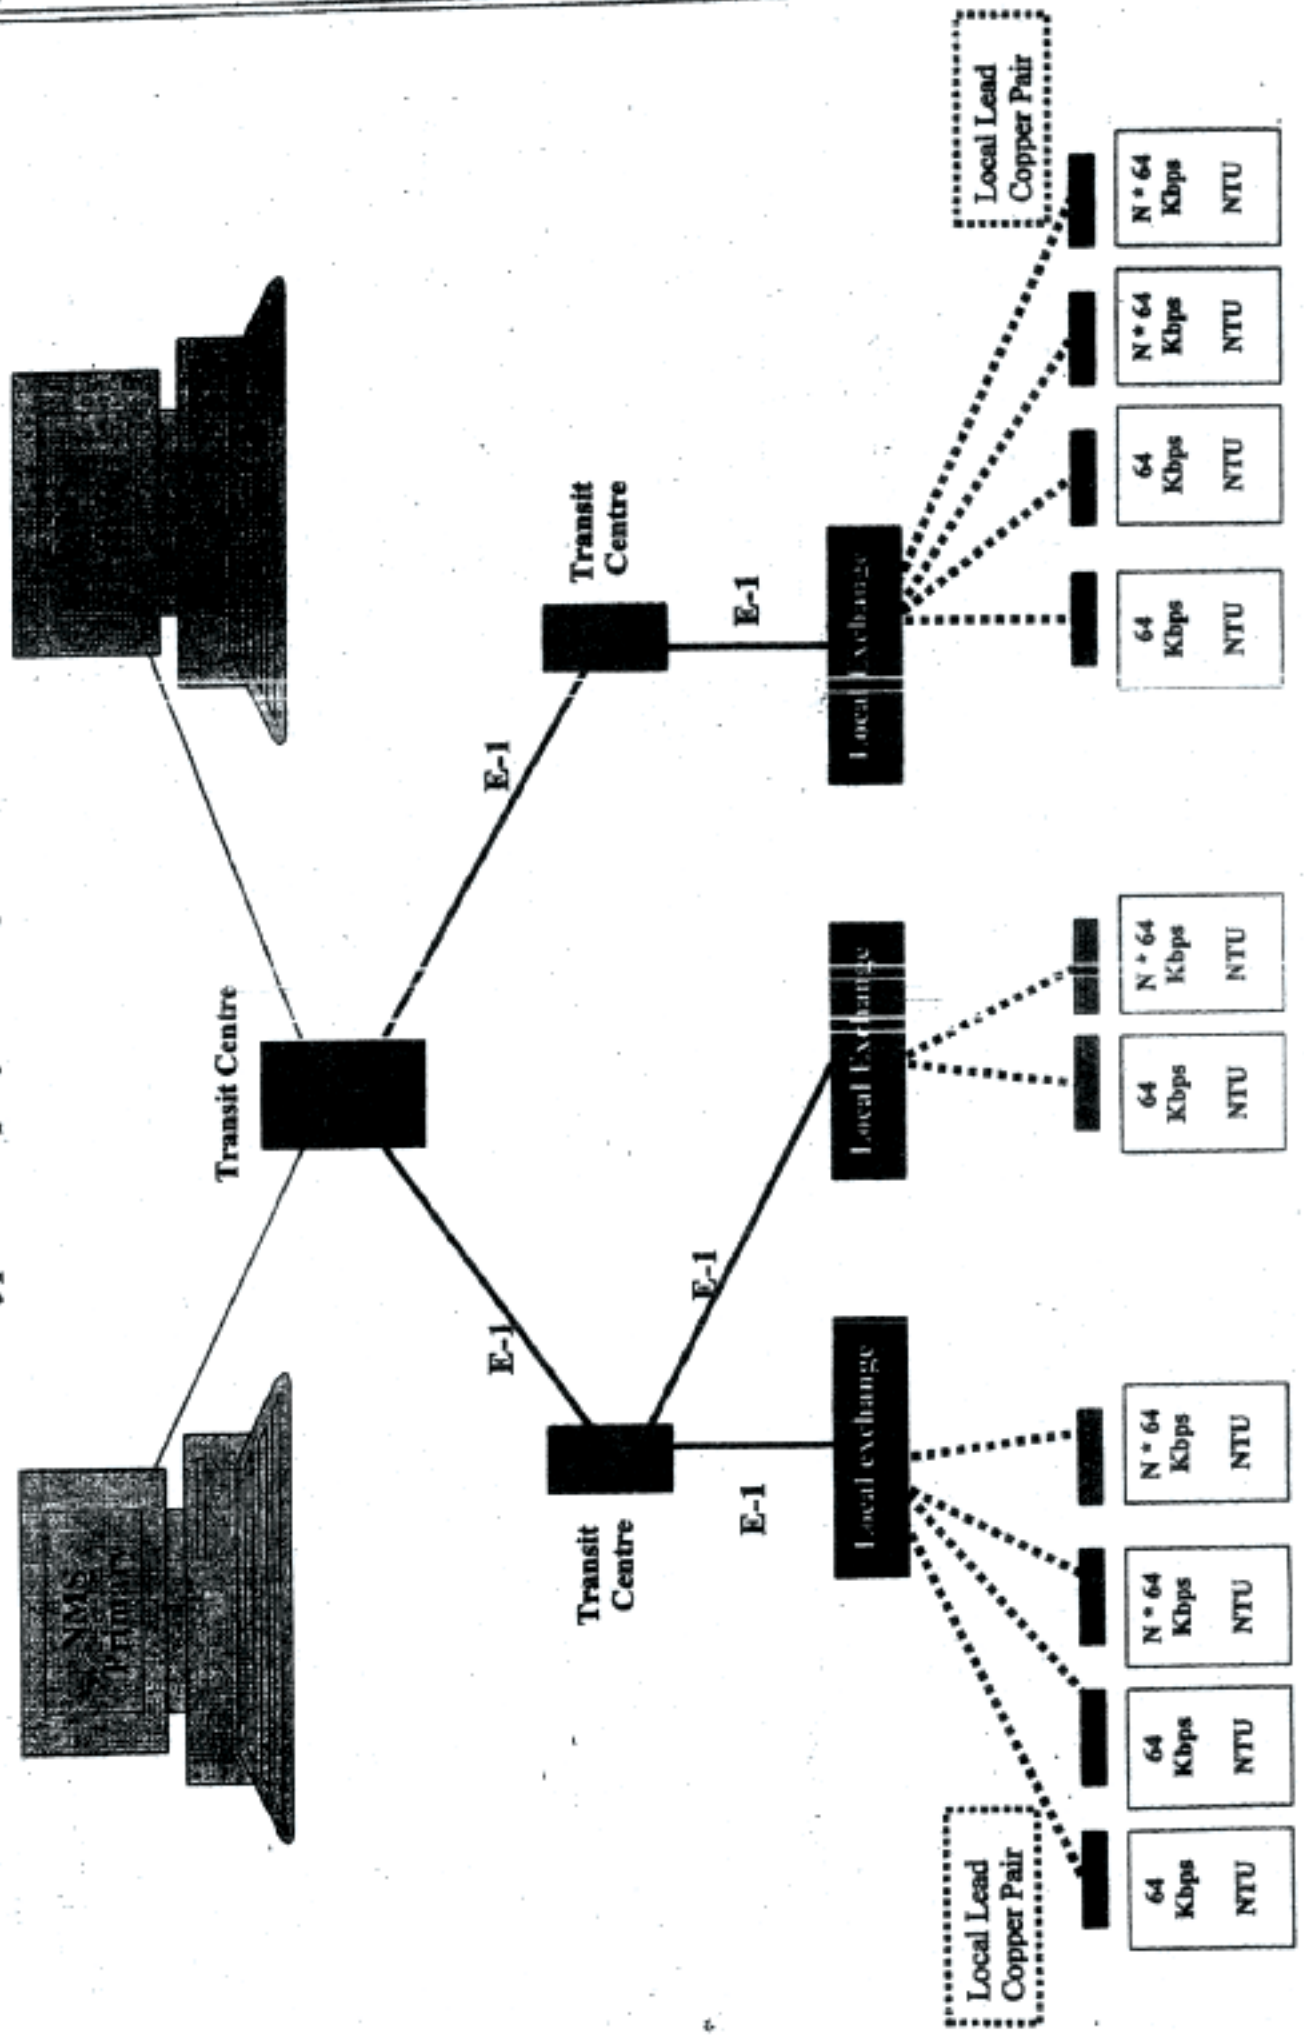 NMS
Primary
Transit Centre
E-1
E-1
Transit
Centre
Transit
Centre
E-1
E-1
E-1
Local exchange
Local Exchange
Local Exchange
Local Lead
Copper Pair
Local Lead
Copper Pair
64
Kbps
NTU
64
Kbps
NTU
N * 64
Kbps
NTU
N * 64
Kbps
NTU
64
Kbps
NTU
N * 64
Kbps
NTU
64
Kbps
NTU
64
Kbps
NTU
N * 64
Kbps
NTU
N * 64
Kbps
NTU